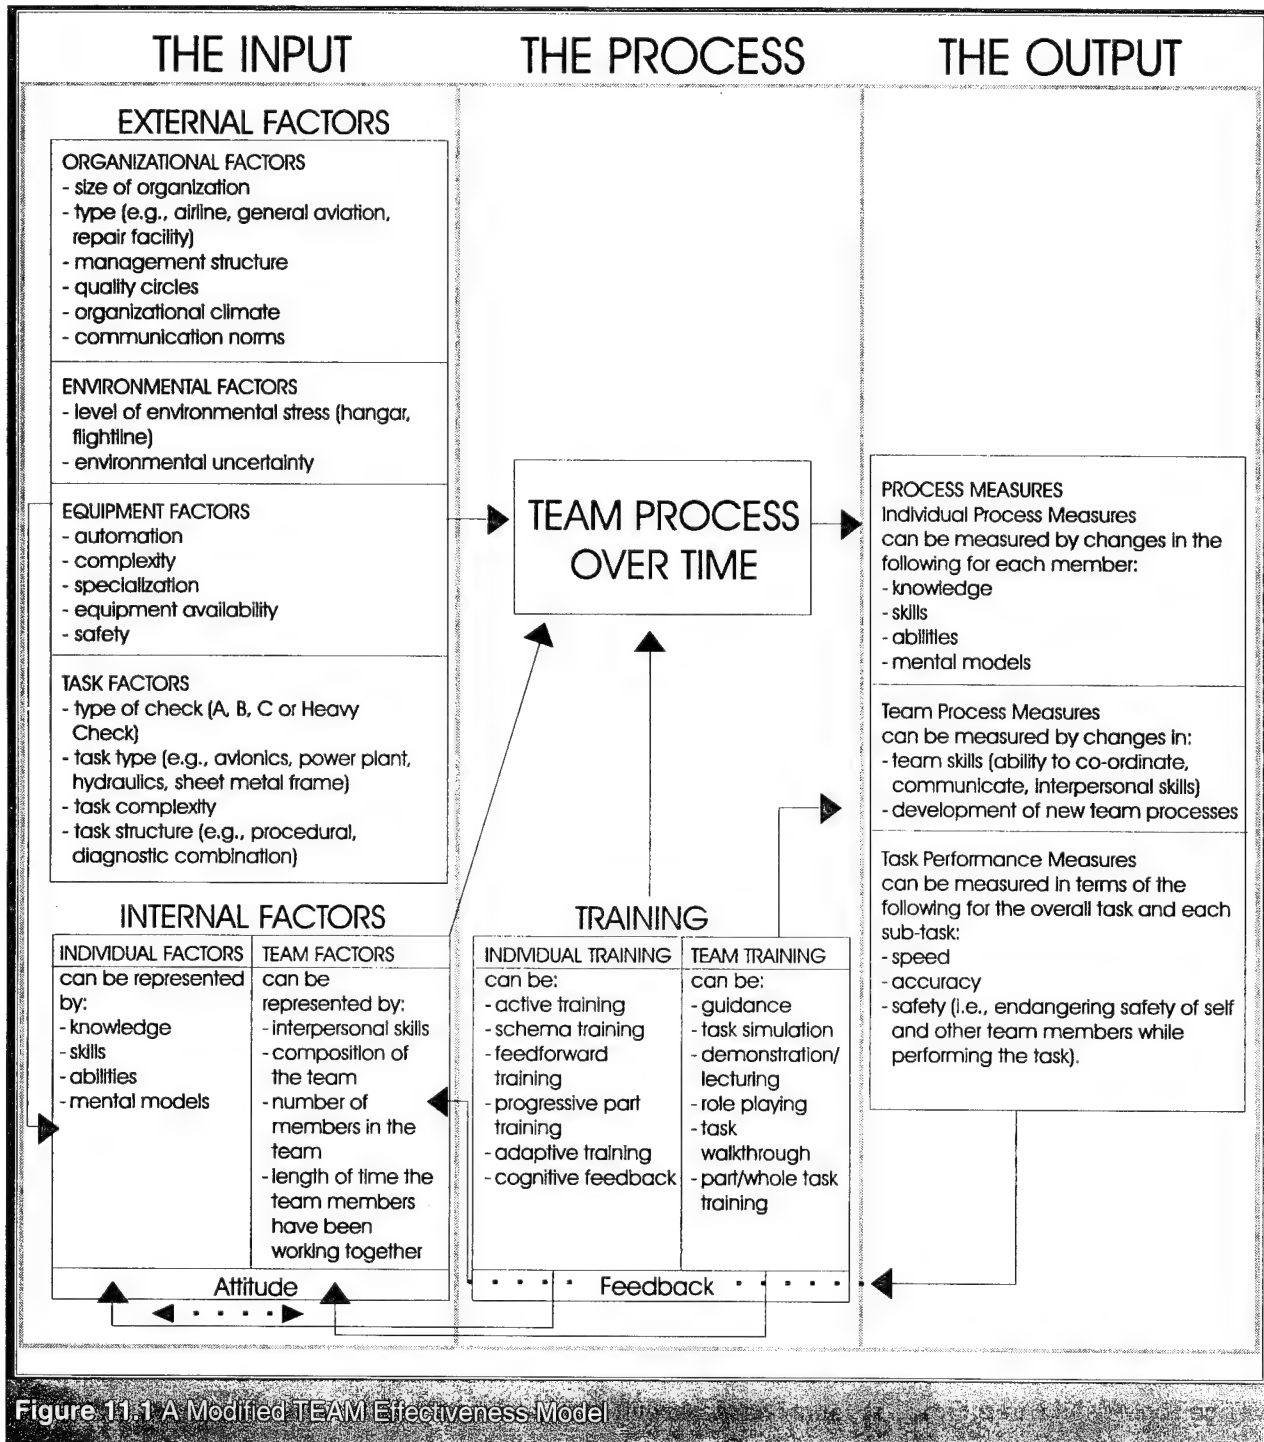 THE INPUT
THE PROCESS
THE OUTPUT
EXTERNAL FACTORS
ORGANIZATIONAL FACTORS
- size of organization
- type (e.g., airline, general aviation,
repair facility)
- management structure
- quality circles
- organizational climate
- communication norms
ENVIRONMENTAL FACTORS
- level of environmental stress (hangar,
flightline)
- environmental uncertainty
EQUIPMENT FACTORS
- automation
- complexity
- specialization
- equipment availability
- safety
TASK FACTORS
- type of check (A, B, C or Heavy
Check)
- task type (e.g., avionics, power plant,
hydraulics, sheet metal frame)
- task complexity
- task structure (e.g., procedural,
diagnostic combination)
INTERNAL FACTORS
INDIVIDUAL FACTORS
can be represented
by:
- knowledge
- skills
- abilities
- mental models
TEAM FACTORS
can be
represented by:
- interpersonal skills
- composition of
the team
- number of
members in the
team
- length of time the
team members
have been
working together
Attitude
TEAM PROCESS
OVER TIME
TRAINING
INDIVIDUAL TRAINING
can be:
- active training
- schema training
- feedforward
training
- progressive part
training
- adaptive training
- cognitive feedback
TEAM TRAINING
can be:
- guidance
- task simulation
- demonstration/
lecturing
- role playing
- task
walkthrough
- part/whole task
training
Feedback
PROCESS MEASURES
Individual Process Measures
can be measured by changes in the
following for each member:
- knowledge
- skills
- abilities
- mental models
Team Process Measures
can be measured by changes in:
- team skills (ability to co-ordinate,
communicate, interpersonal skills)
- development of new team processes
Task Performance Measures
can be measured in terms of the
following for the overall task and each
sub-task:
- speed
- accuracy
- safety (i.e., endangering safety of self
and other team members while
performing the task).
Figure 11.1 A Modified TEAM Effectiveness Model